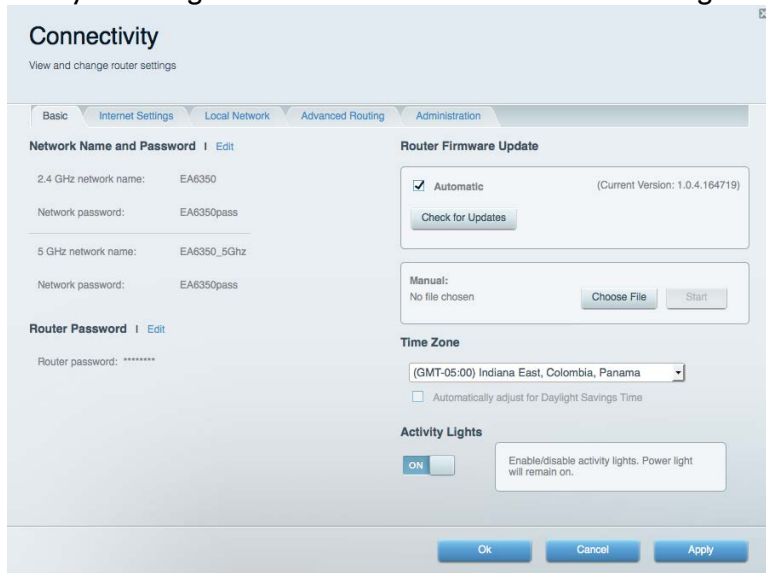 Connectivity
View and change router settings
Basic
Internet Settings
Local Network
Advanced Routing
Administration
Network Name and Password | Edit
2.4 GHz network name: EA6350
Network password: EA6350pass
5 GHz network name: EA6350_5Ghz
Network password: EA6350pass
Router Password | Edit
Router password: ********
Router Firmware Update
Automatic (Current Version: 1.0.4.164719)
Check for Updates
Manual:
No file chosen
Choose File
Start
Time Zone
(GMT-05:00) Indiana East, Colombia, Panama
Automatically adjust for Daylight Savings Time
Activity Lights
ON
Enable/disable activity lights. Power light
will remain on.
Ok
Cancel
Apply